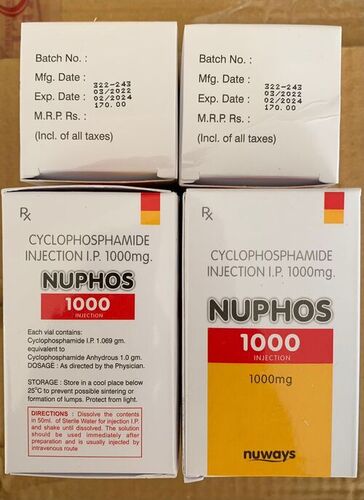 Batch No. :
322-243
Mfg. Date :
03/2022
Exp. Date :
02/2024
170.00
M.R.P. Rs. :
(Incl. of all taxes)
Batch No. :
322-243
Mfg. Date :
03/2022
Exp. Date :
02/2024
170.00
M.R.P. Rs. :
(Incl. of all taxes)
Rx
CYCLOPHOSPHAMIDE
INJECTION I.P. 1000mg.
NUPHOS
1000
INJECTION
Each vial contains:
Cyclophosphamide I.P. 1.069 gm.
equivalent to
Cyclophosphamide Anhydrous 1.0 gm.
DOSAGE : As directed by the Physician.
STORAGE : Store in a cool place below
25°C to prevent possible sintering or
formation of lumps. Protect from light.
DIRECTIONS : Dissolve the contents
in 50ml. of Sterile Water for injection I.P.
and shake until dissolved. The solution
should be used immediately after
preparation and is usually injected by
intravenous route
Rx
CYCLOPHOSPHAMIDE
INJECTION I.P. 1000mg.
NUPHOS
1000
INJECTION
1000mg
nuways